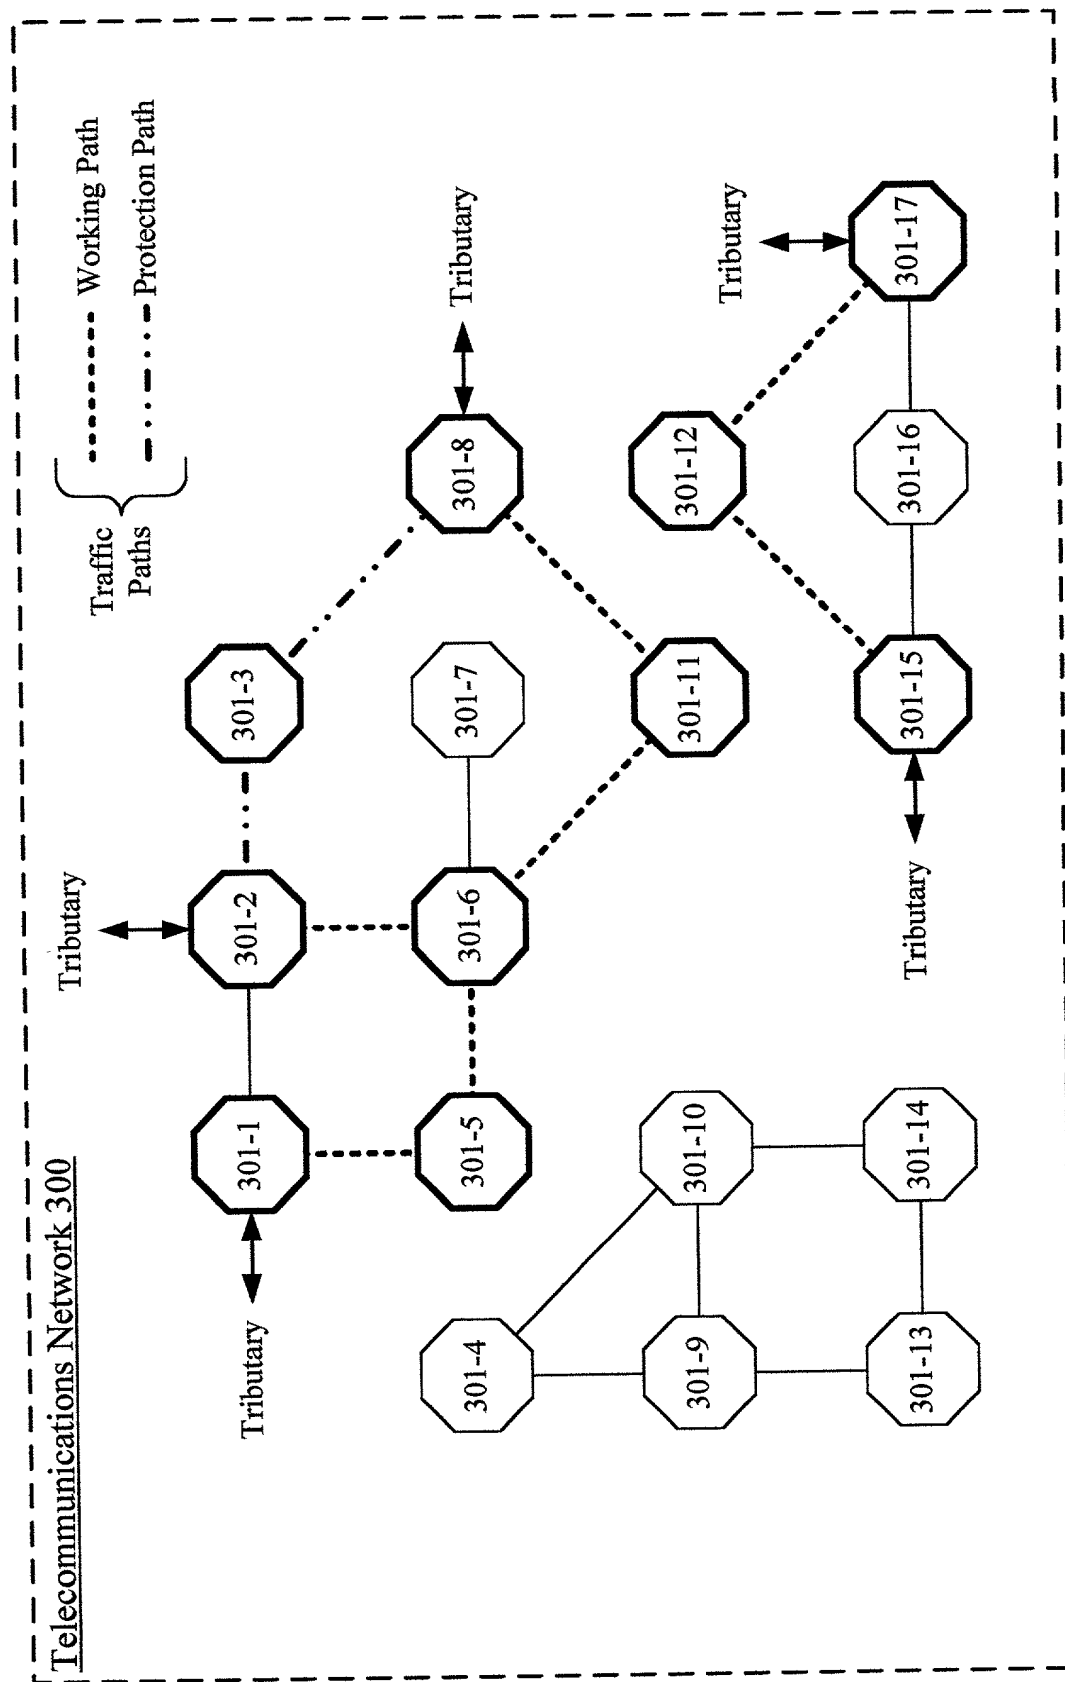 Telecommunications Network 300
Traffic
Paths
Working Path
Protection Path
Tributary
Tributary
301-1
301-2
301-3
Tributary
301-4
301-5
301-6
301-7
301-8
301-9
301-10
301-11
301-12
Tributary
Tributary
301-13
301-14
301-15
301-16
301-17